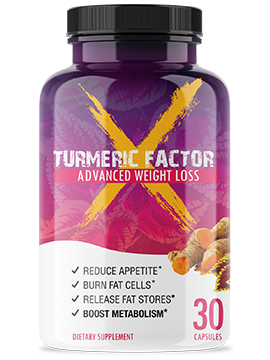 X
TURMERIC FACTOR
ADVANCED WEIGHT LOSS
✓ REDUCE APPETITE*
✓ BURN FAT CELLS*
✓ RELEASE FAT STORES*
✓ BOOST METABOLISM*
DIETARY SUPPLEMENT
30
CAPSULES